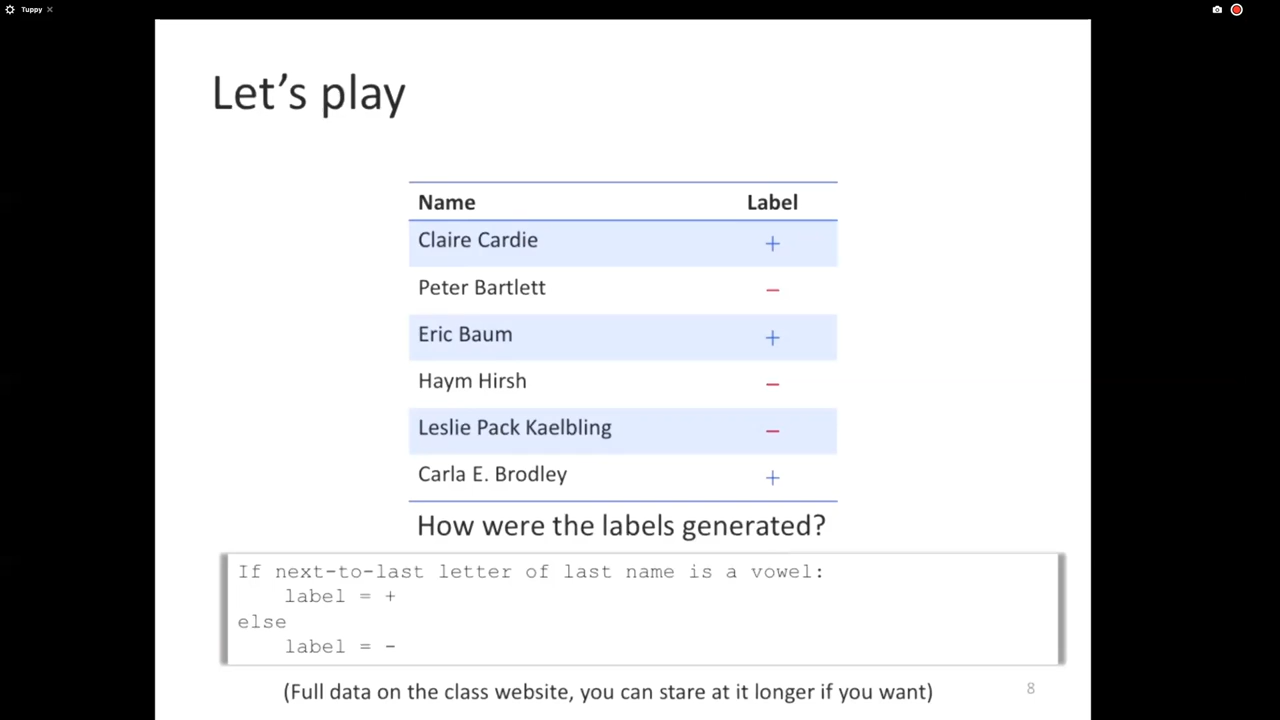 Tuppy
Let's play
Name Label
Claire Cardie +
Peter Bartlett −
Eric Baum +
Haym Hirsh −
Leslie Pack Kaelbling −
Carla E. Brodley +
How were the labels generated?
If next-to-last letter of last name is a vowel:
label = +
else
label = -
(Full data on the class website, you can stare at it longer if you want)
8